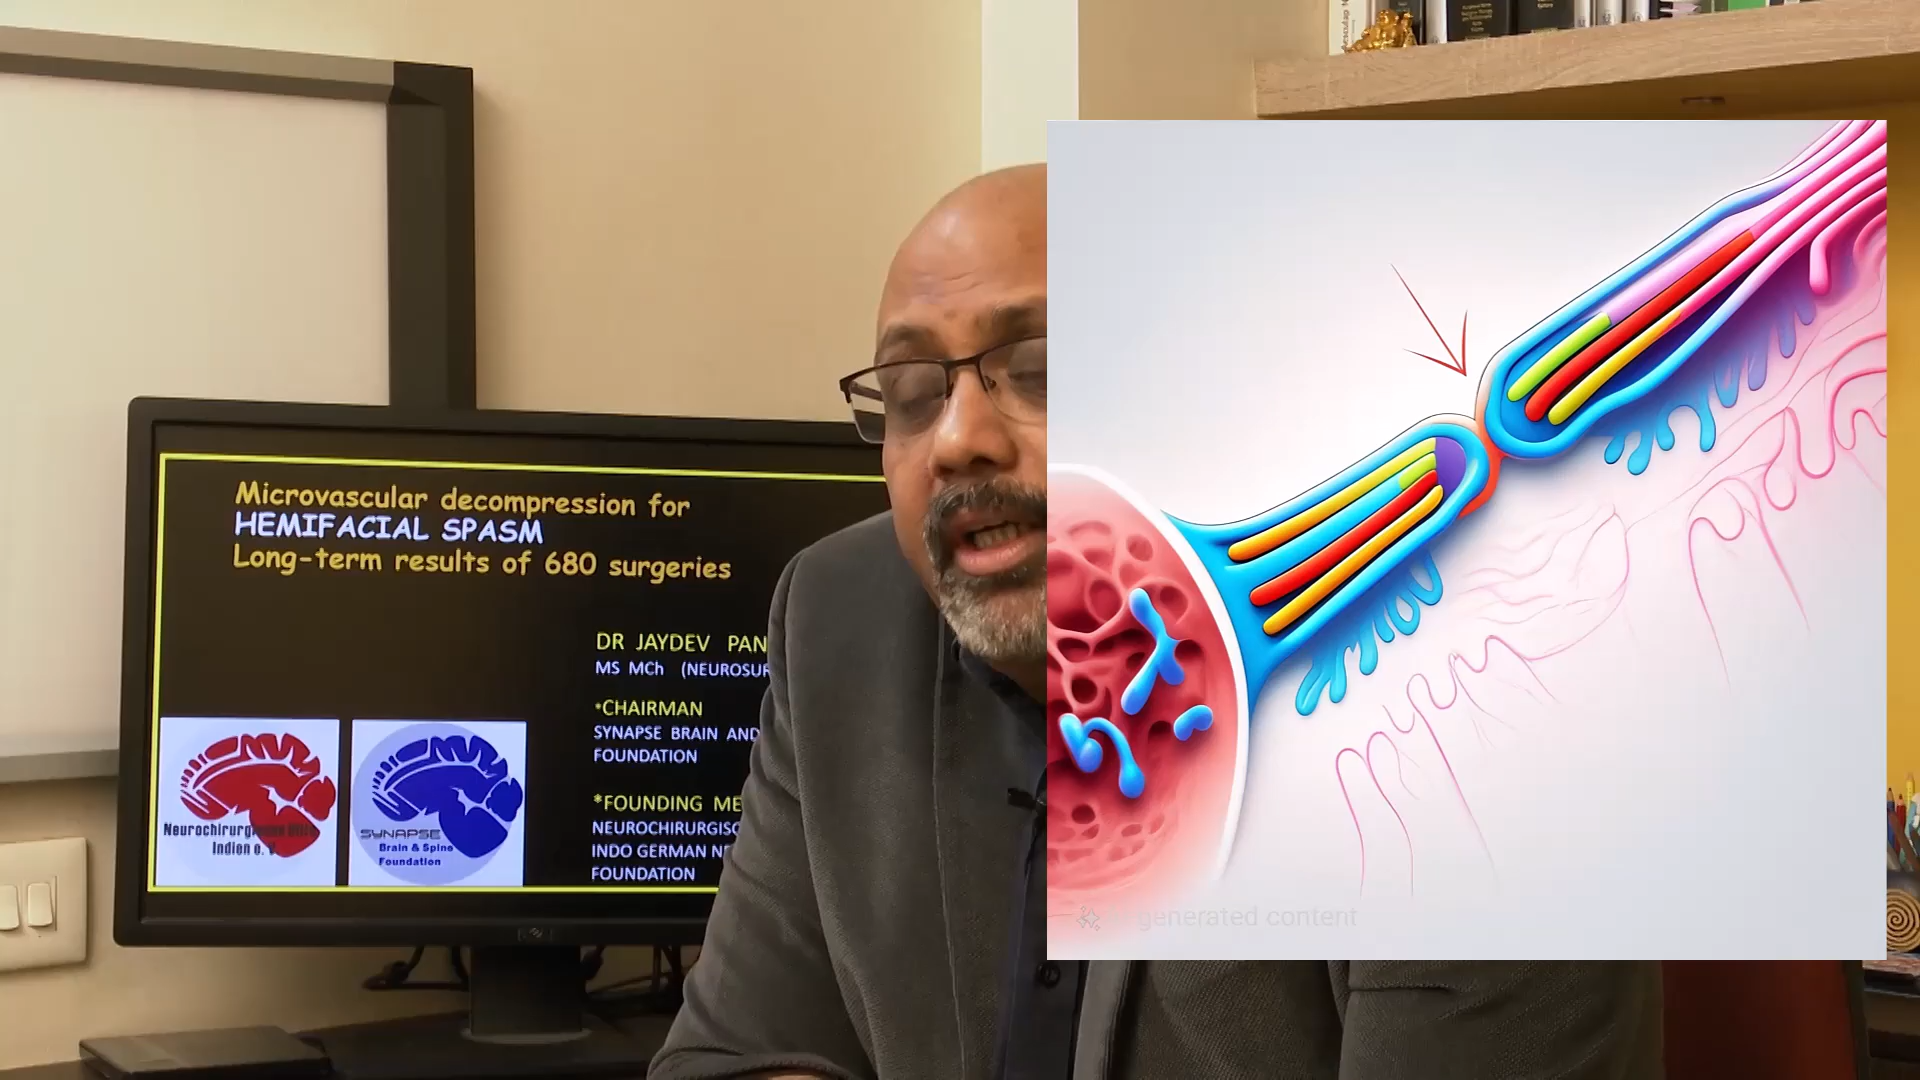 Microvascular decompression for
HEMIFACIAL SPASM
Long-term results of 680 surgeries
DR JAYDEV PAN
MS MCh (NEUROSUR
*CHAIRMAN
SYNAPSE BRAIN AND
FOUNDATION
*FOUNDING ME
NEUROCHIRURGISC
INDO GERMAN NE
FOUNDATION
Indien e. V
SYNAPSE
Brain & Spine
Foundation
generated content